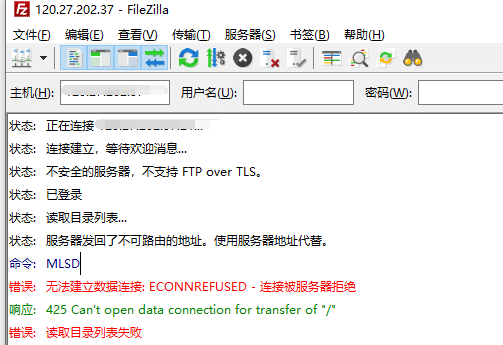 120.27.202.37 - FileZilla
文件(F) 编辑(E) 查看(V) 传输(T) 服务器(S) 书签(B) 帮助(H)
主机(H): 用户名(U): 密码(W):
状态: 正在连接
状态: 连接建立，等待欢迎消息...
状态: 不安全的服务器，不支持 FTP over TLS。
状态: 已登录
状态: 读取目录列表...
状态: 服务器发回了不可路由的地址。使用服务器地址代替。
命令: MLSD
错误: 无法建立数据连接: ECONNREFUSED - 连接被服务器拒绝
响应: 425 Can't open data connection for transfer of "/"
错误: 读取目录列表失败